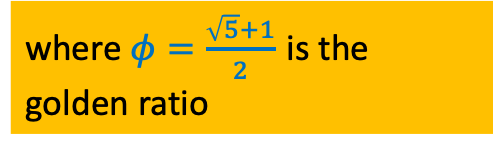 where ϕ = (√5+1)/2 is the
golden ratio